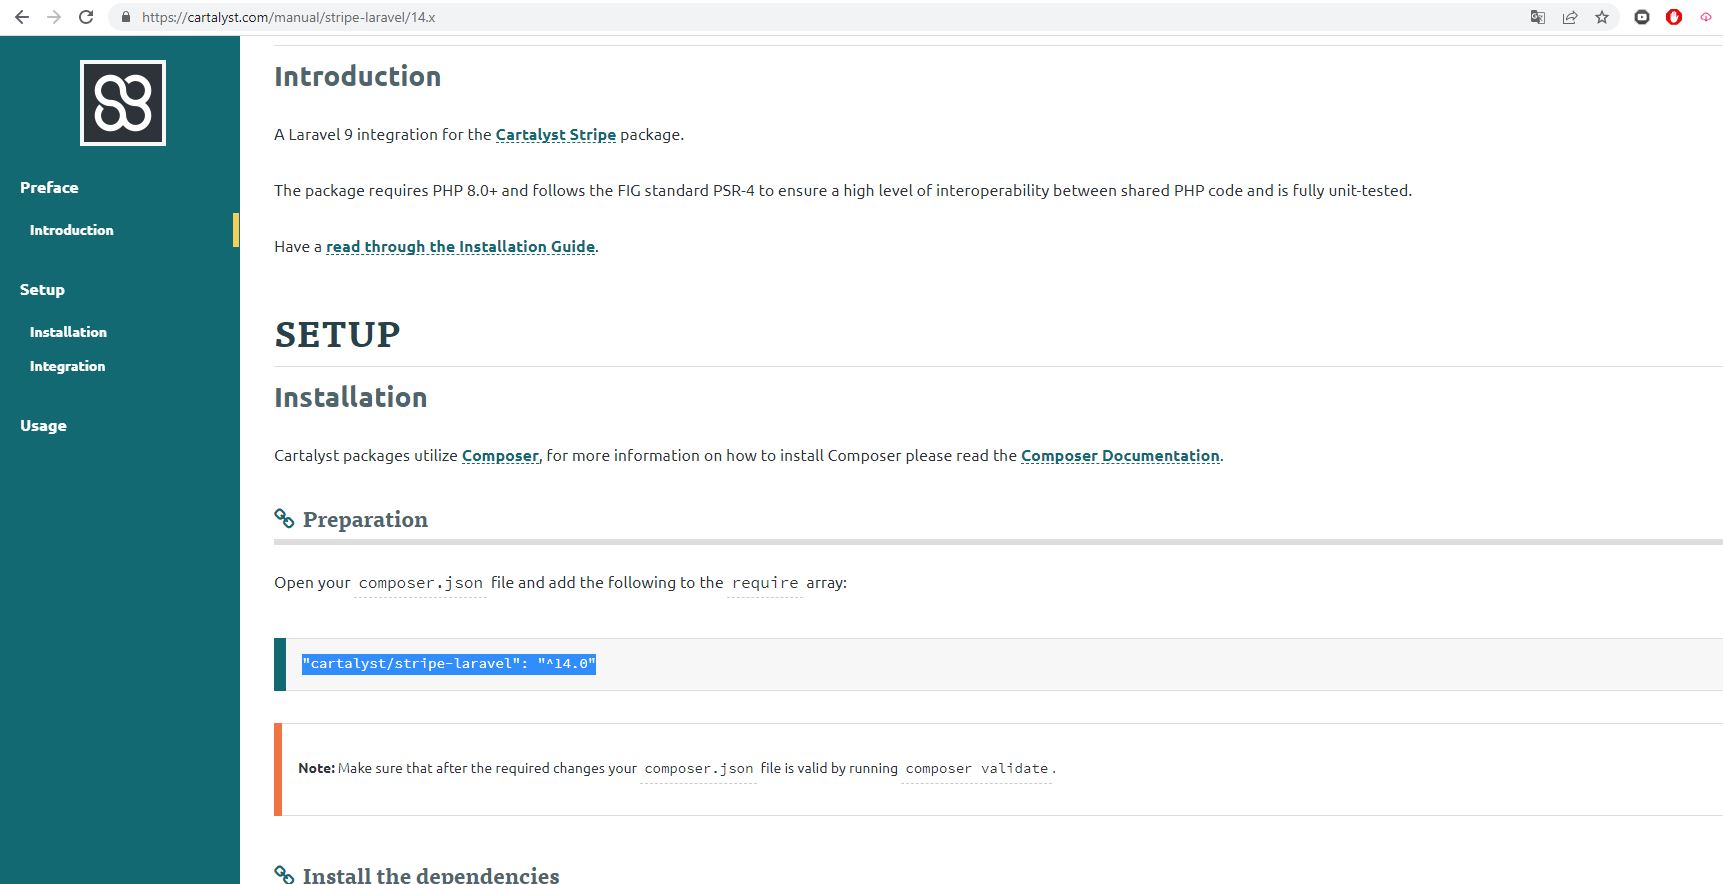 https://cartalyst.com/manual/stripe-laravel/14.x
Preface
Introduction
Setup
Installation
Integration
Usage
Introduction
A Laravel 9 integration for the Cartalyst Stripe package.
The package requires PHP 8.0+ and follows the FIG standard PSR-4 to ensure a high level of interoperability between shared PHP code and is fully unit-tested.
Have a read through the Installation Guide.
SETUP
Installation
Cartalyst packages utilize Composer, for more information on how to install Composer please read the Composer Documentation.
Preparation
Open your composer.json file and add the following to the require array:
"cartalyst/stripe-laravel": "^14.0"
Note: Make sure that after the required changes your composer.json file is valid by running composer validate.
Install the dependencies